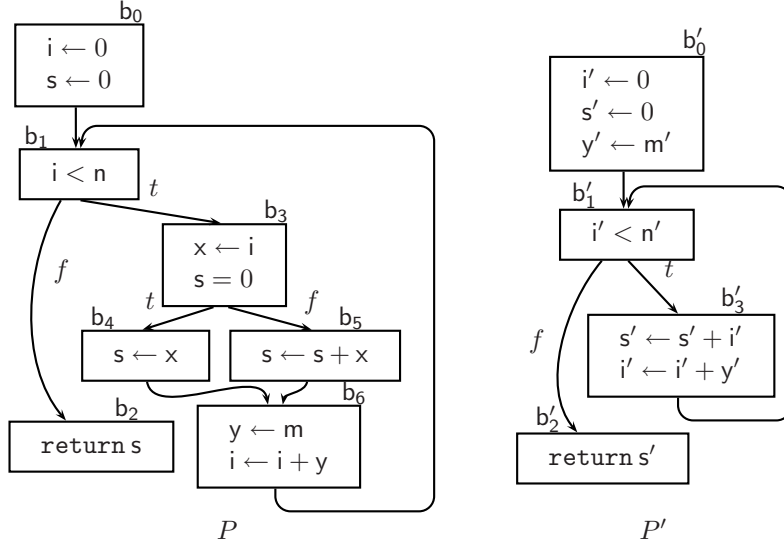 b₀
i ← 0
s ← 0
b₁
i < n
t
b₃
x ← i
s = 0
f
t
f
b₄
b₅
s ← x
s ← s + x
b₆
y ← m
i ← i + y
b₂
return s
P
b′₀
i′ ← 0
s′ ← 0
y′ ← m′
b′₁
i′ < n′
t
b′₃
f
s′ ← s′ + i′
i′ ← i′ + y′
b′₂
return s′
P′